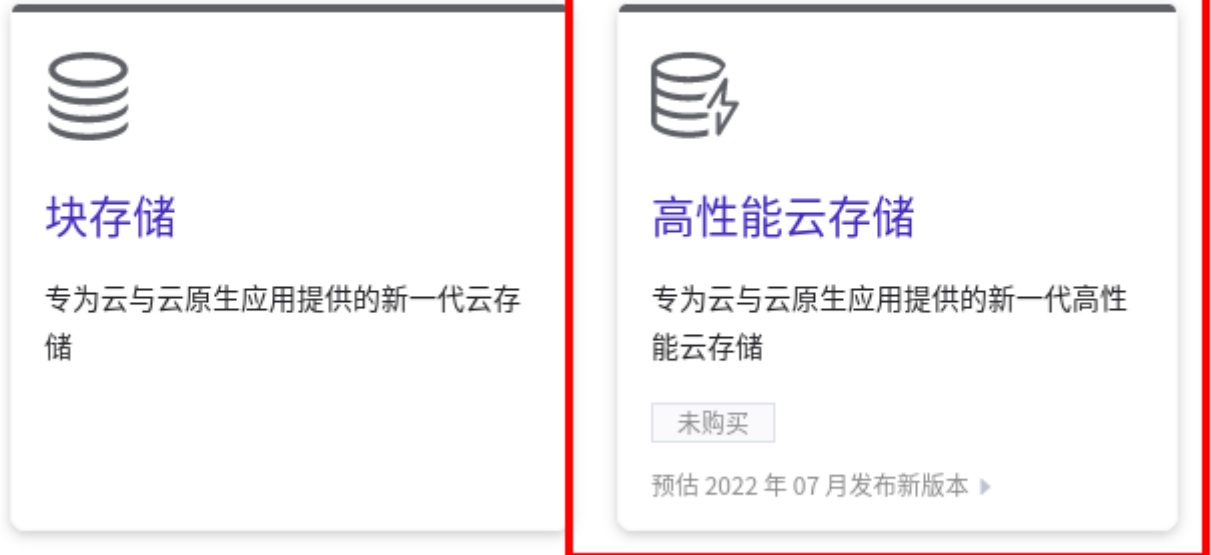 块存储
专为云与云原生应用提供的新一代云存
储
高性能云存储
专为云与云原生应用提供的新一代高性
能云存储
未购买
预估 2022 年 07 月发布新版本